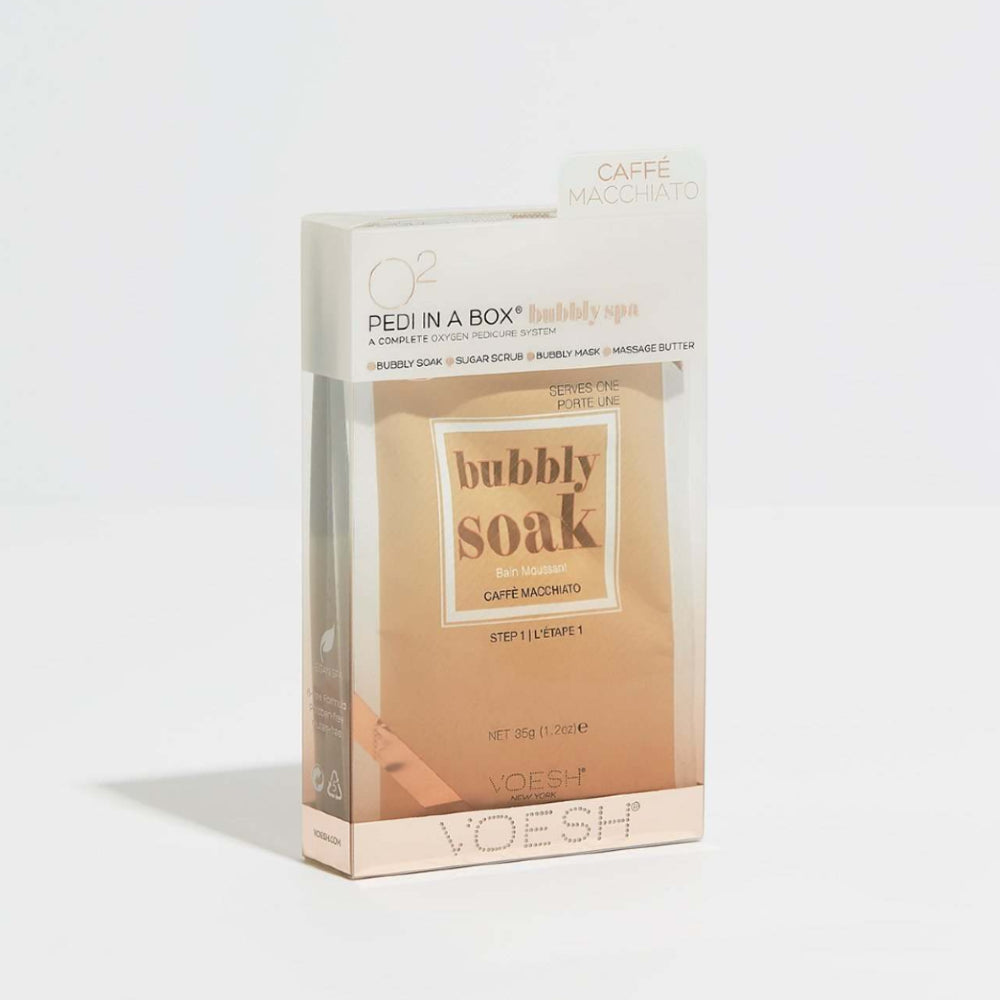 CAFFÉ
MACCHIATO
O²
PEDI IN A BOX® bubbly spa
A COMPLETE OXYGEN PEDICURE SYSTEM
BUBBLY SOAK SUGAR SCRUB BUBBLY MASK MASSAGE BUTTER
SERVES ONE
PORTE UNE
bubbly
soak
Bain Moussant
CAFFÈ MACCHIATO
STEP 1 | L'ÉTAPE 1
NET 35g (1.2oz) e
VOESH®
NEW YORK
VOESH®
VOESH.COM